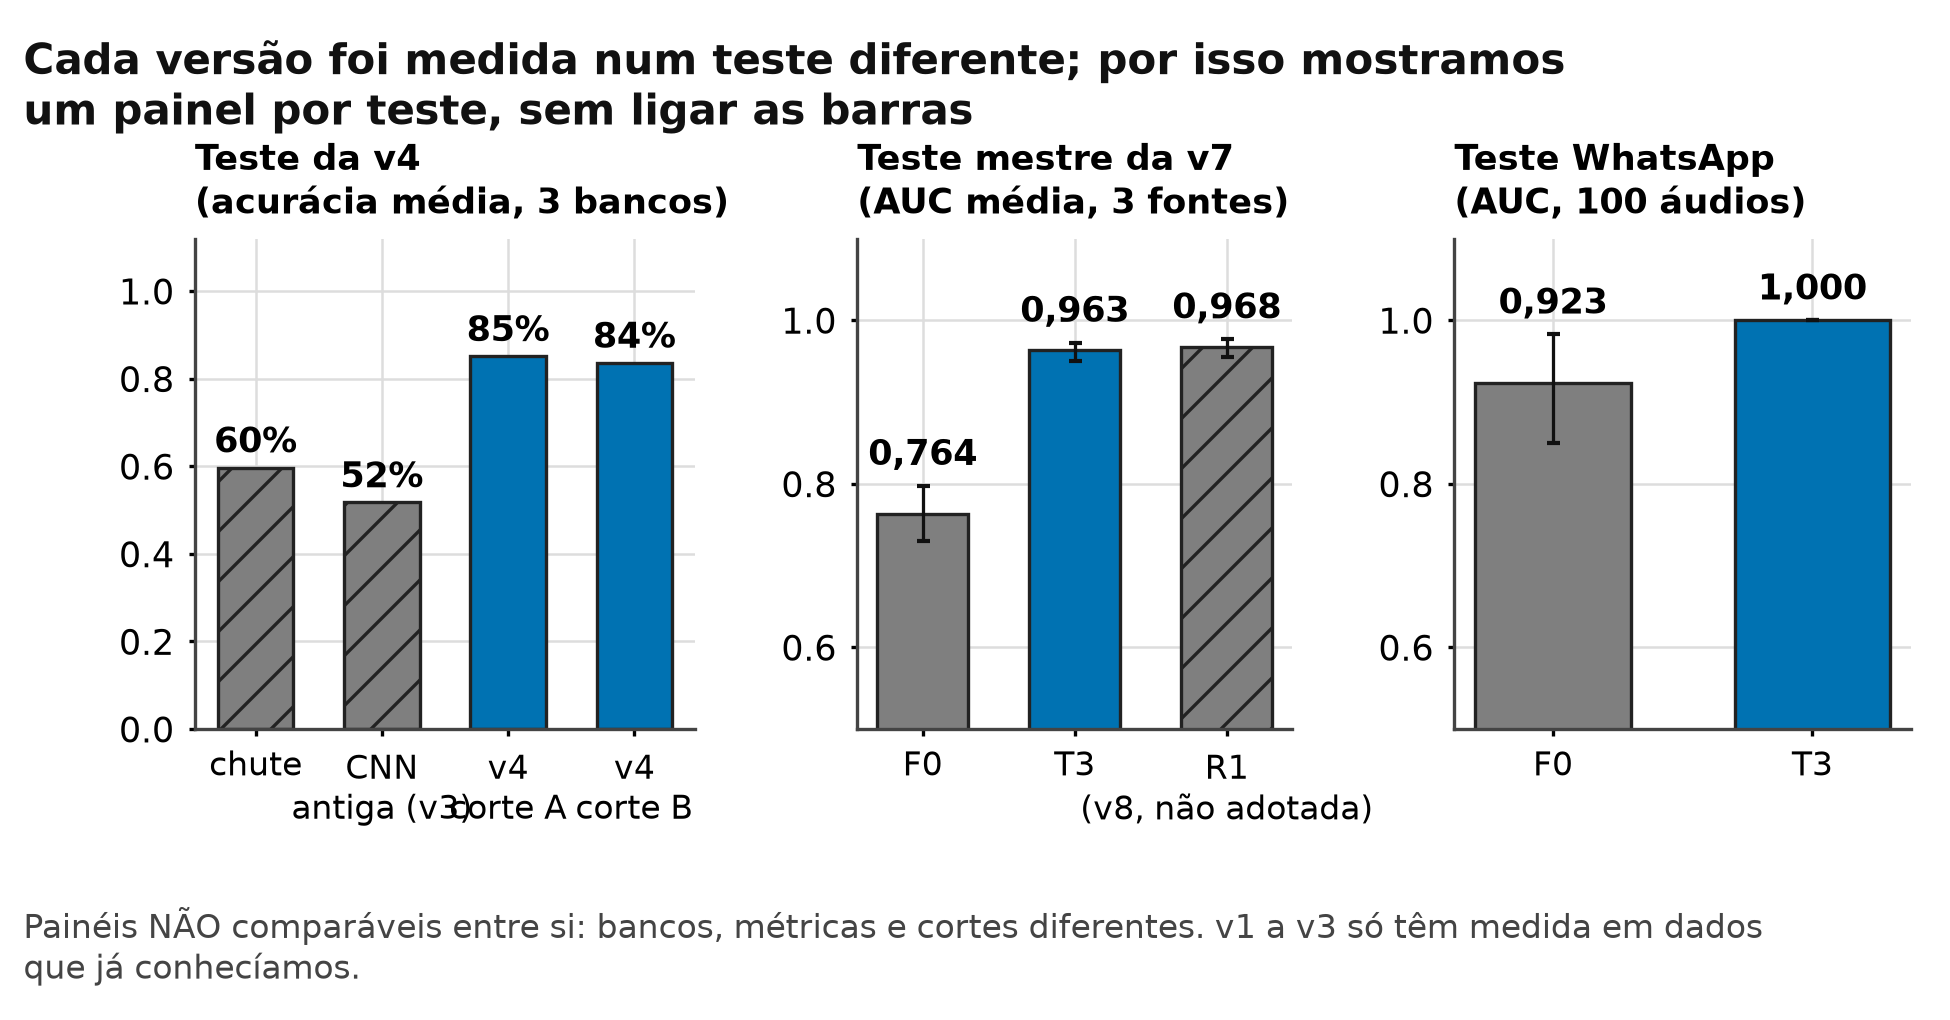 Cada versão foi medida num teste diferente; por isso mostramos
um painel por teste, sem ligar as barras
Teste da v4
(acurácia média, 3 bancos)
1.0
0.8
0.6
0.4
0.2
0.0
60%
52%
85%
84%
chute
CNN
antiga (v3)
v4
corte A
v4
corte B
Teste mestre da v7
(AUC média, 3 fontes)
1.0
0.8
0.6
0,764
0,963
0,968
F0
T3
R1
(v8, não adotada)
Teste WhatsApp
(AUC, 100 áudios)
1.0
0.8
0.6
0,923
1,000
F0
T3
Painéis NÃO comparáveis entre si: bancos, métricas e cortes diferentes. v1 a v3 só têm medida em dados
que já conhecíamos.